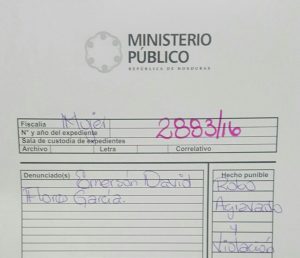 MINISTERIO
PÚBLICO
REPÚBLICA DE HONDURAS
Fiscalía Mujer
N° y año del expediente 2883/16
Sala de custodia de expedientes
Archivo Letra Correlativo
Denunciado(s) Emerson David
Flores García.
Hecho punible
Robo
Agravado
y
Violación